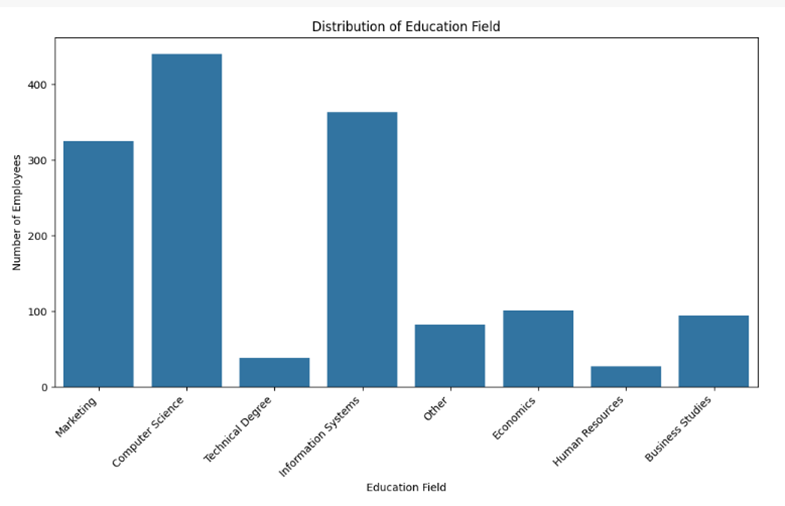 Distribution of Education Field
Number of Employees
400
300
200
100
0
Marketing
Computer Science
Technical Degree
Information Systems
Other
Economics
Human Resources
Business Studies
Education Field